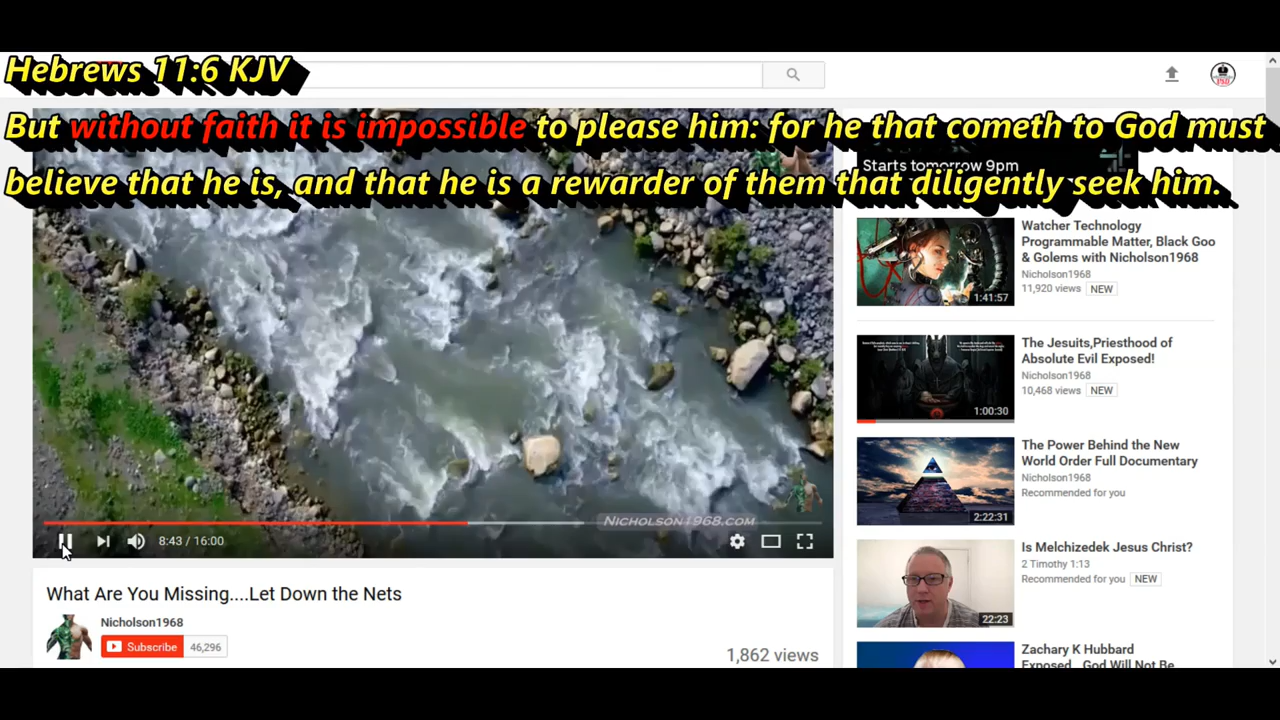 Hebrews 11:6 KJV
But without faith it is impossible to please him: for he that cometh to God must
believe that he is, and that he is a rewarder of them that diligently seek him.
Starts tomorrow 9pm
Watcher Technology
Programmable Matter, Black Goo
& Golems with Nicholson1968
Nicholson1968
11,920 views NEW
1:41:57
The Jesuits,Priesthood of
Absolute Evil Exposed!
Nicholson1968
10,468 views NEW
1:00:30
The Power Behind the New
World Order Full Documentary
Nicholson1968
Recommended for you
2:22:31
Is Melchizedek Jesus Christ?
2 Timothy 1:13
Recommended for you NEW
22:23
Zachary K Hubbard
Exposed...God Will Not Be
NICHOLSON1968.COM
8:43 / 16:00
What Are You Missing....Let Down the Nets
Nicholson1968
Subscribe 46,296
1,862 views